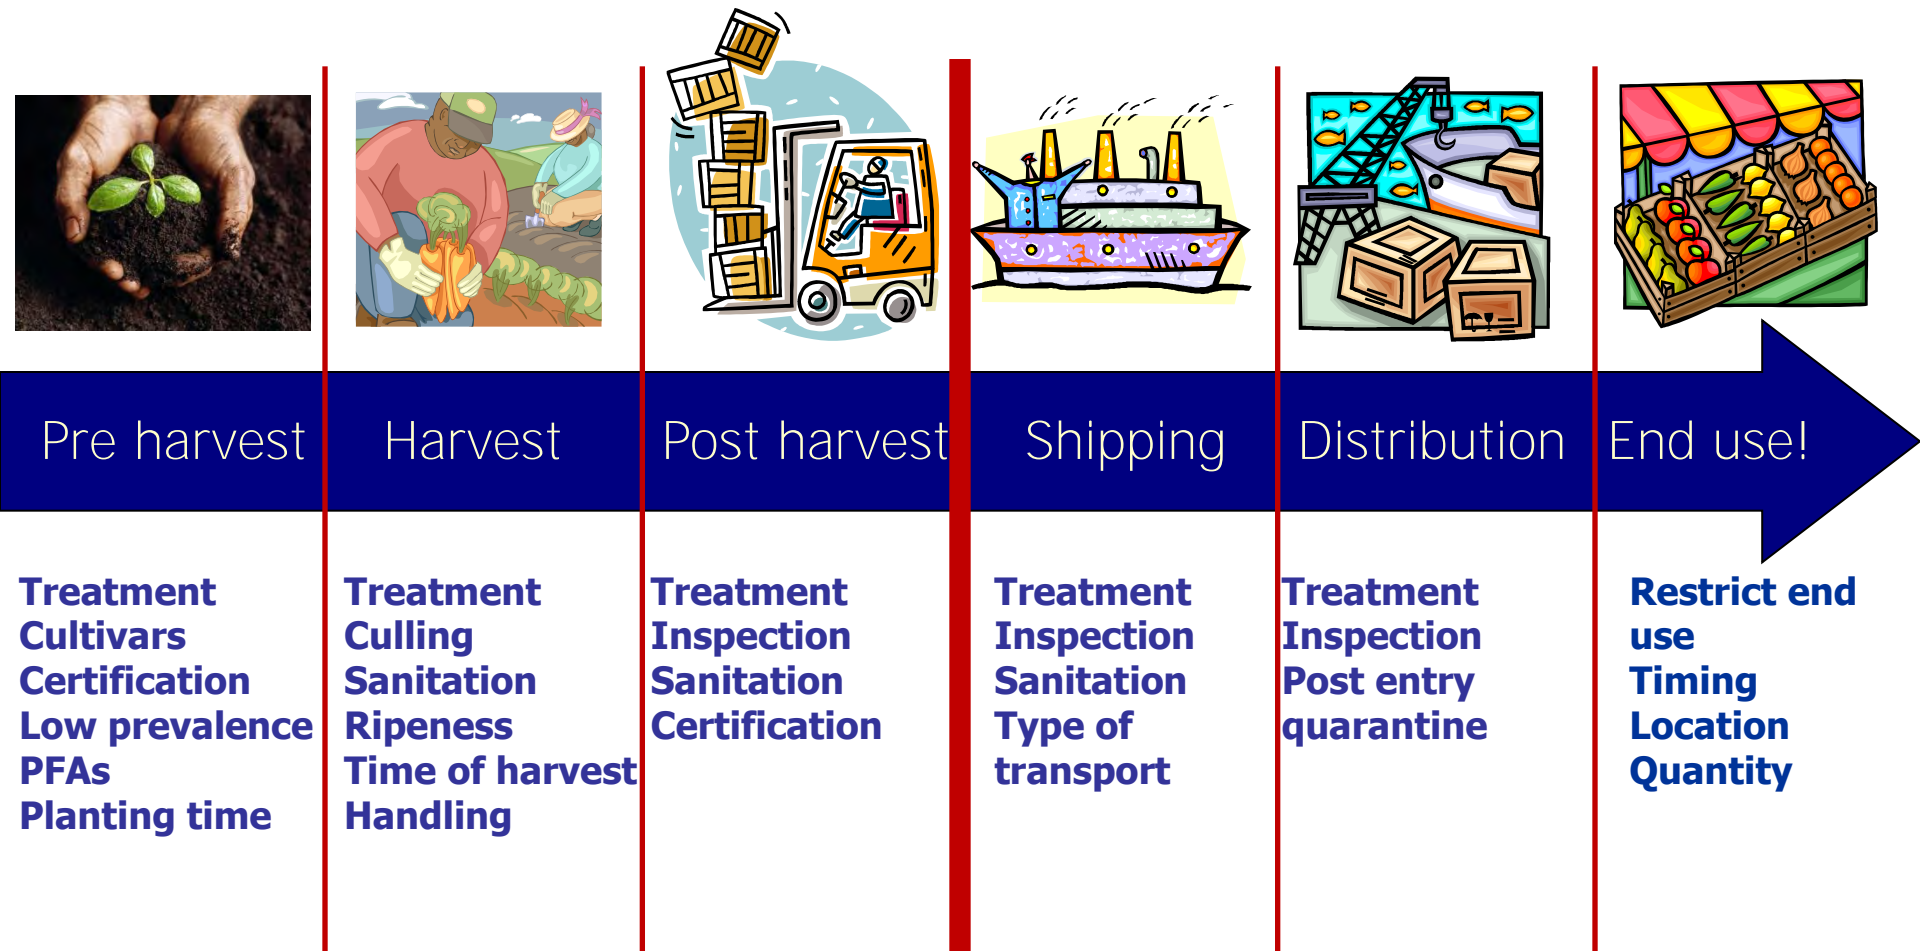 Pre harvest
Harvest
Post harvest
Shipping
Distribution
End use!
Treatment
Cultivars
Certification
Low prevalence
PFAs
Planting time
Treatment
Culling
Sanitation
Ripeness
Time of harvest
Handling
Treatment
Inspection
Sanitation
Certification
Treatment
Inspection
Sanitation
Type of
transport
Treatment
Inspection
Post entry
quarantine
Restrict end
use
Timing
Location
Quantity